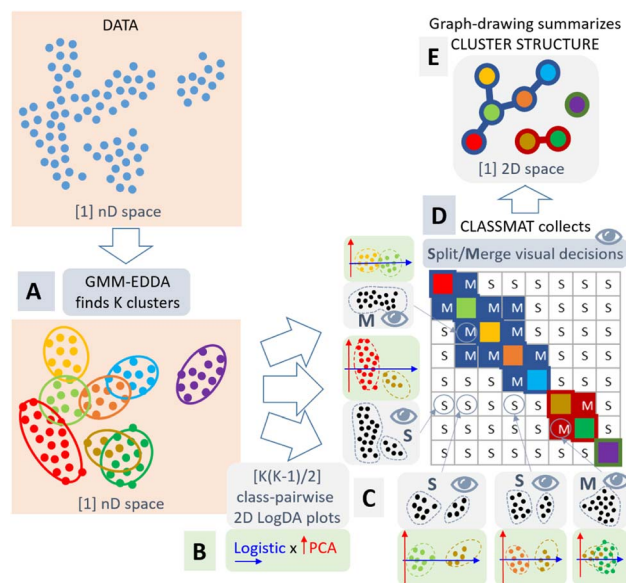 DATA
[1] nD space
A
GMM-EDDA
finds K clusters
[1] nD space
B
[K(K-1)/2]
class-pairwise
2D LogDA plots
Logistic x PCA
C
M
S
S
S
M
D
CLASSMAT collects
Split/Merge visual decisions
M S S S S S S
M M M S S S S
S M M S S S S
S M M M S S S
S S S M S S S
S S S S S M S
S S S S S M S
S S S S S S S
E
Graph-drawing summarizes
CLUSTER STRUCTURE
[1] 2D space